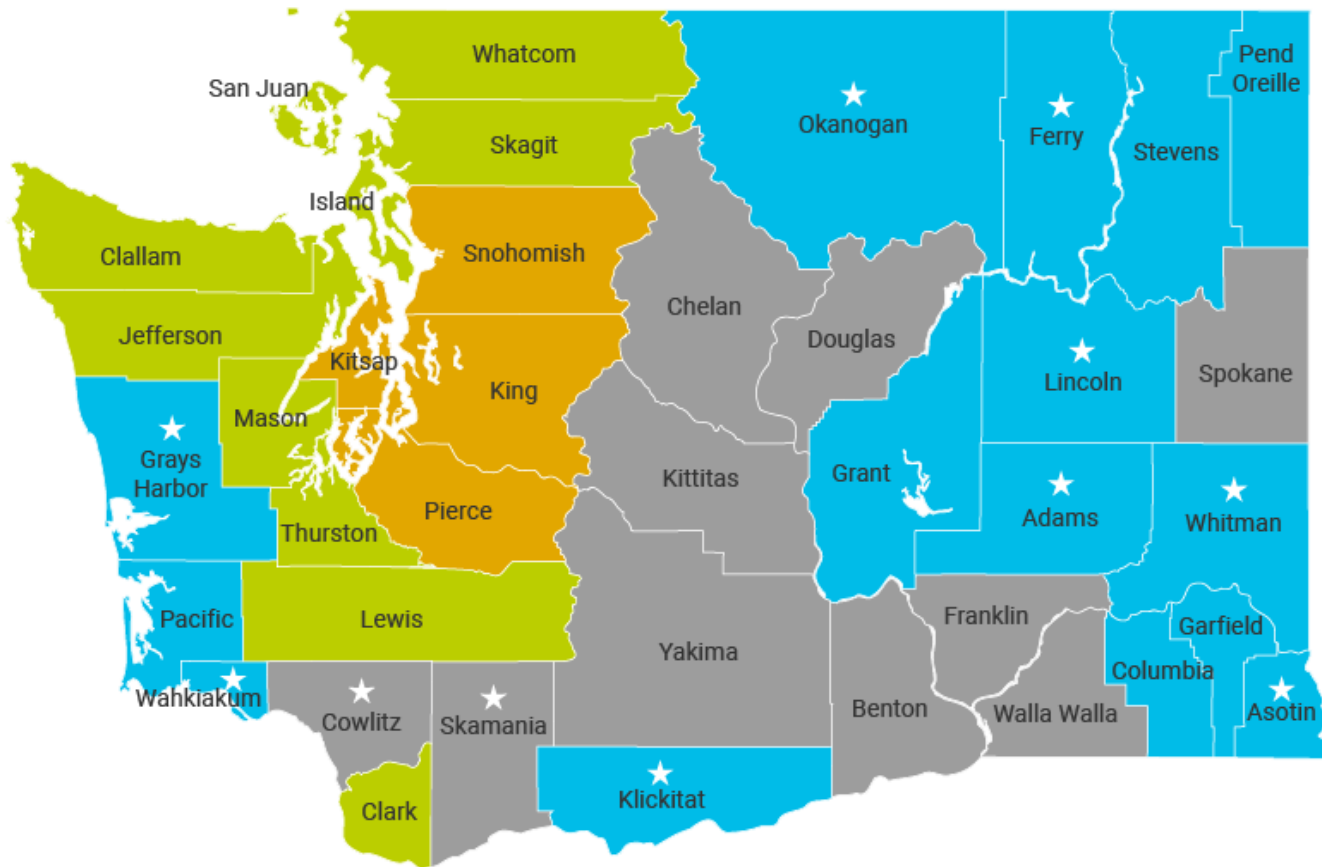 Whatcom
San Juan
Skagit
Island
Okanogan
Ferry
Pend
Oreille
Stevens
Clallam
Snohomish
Jefferson
Kitsap
Chelan
Douglas
Mason
King
Lincoln
Spokane
Grays
Harbor
Grant
Kittitas
Pierce
Adams
Whitman
Thurston
Pacific
Lewis
Yakima
Franklin
Garfield
Columbia
Wahkiakum
Cowlitz
Skamania
Benton
Walla Walla
Asotin
Clark
Klickitat